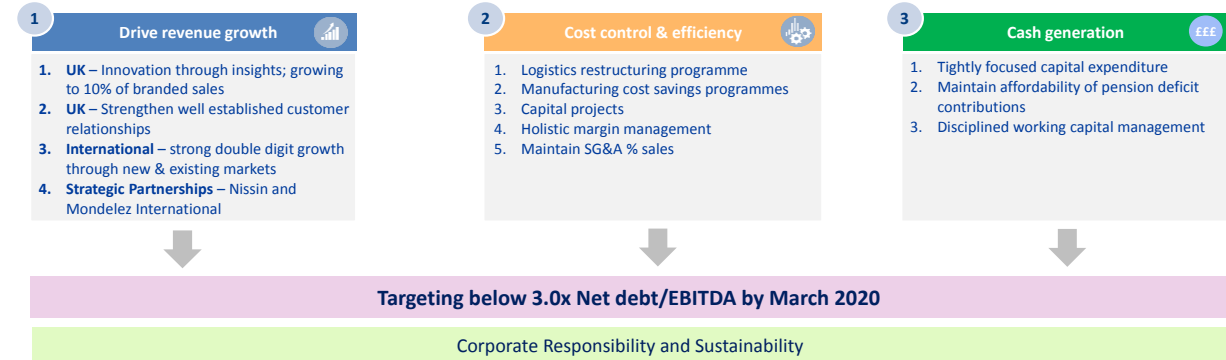 1
Drive revenue growth
1. UK – Innovation through insights; growing
to 10% of branded sales
2. UK – Strengthen well established customer
relationships
3. International – strong double digit growth
through new & existing markets
4. Strategic Partnerships – Nissin and
Mondelez International
2
Cost control & efficiency
1. Logistics restructuring programme
2. Manufacturing cost savings programmes
3. Capital projects
4. Holistic margin management
5. Maintain SG&A % sales
3
Cash generation
£££
1. Tightly focused capital expenditure
2. Maintain affordability of pension deficit
contributions
3. Disciplined working capital management
Targeting below 3.0x Net debt/EBITDA by March 2020
Corporate Responsibility and Sustainability